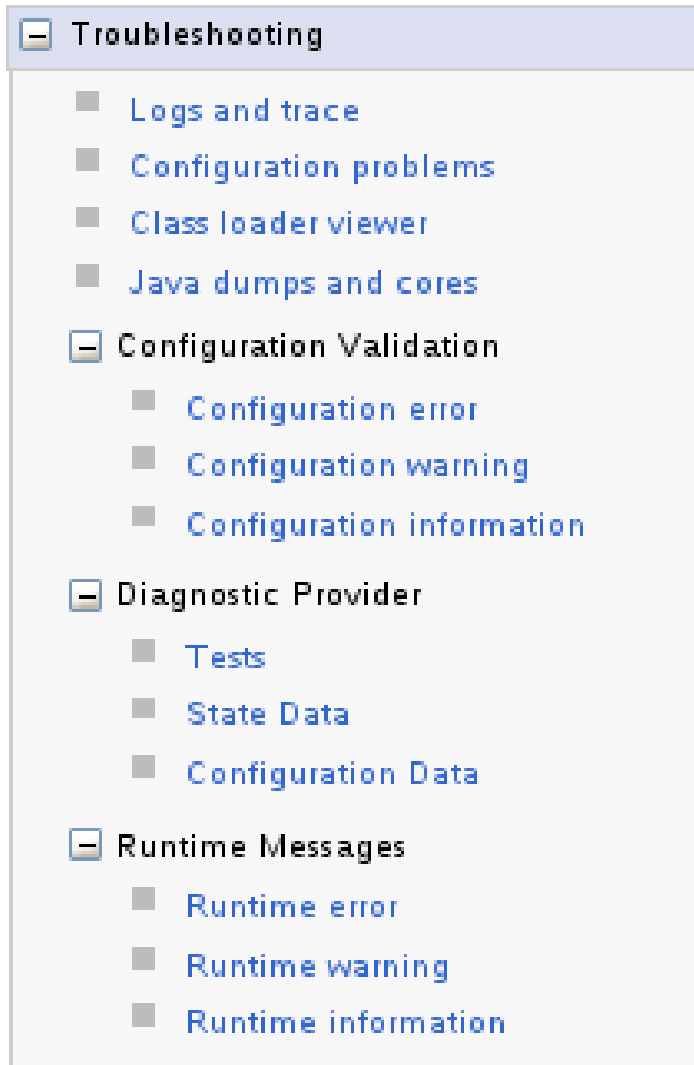 Troubleshooting
Logs and trace
Configuration problems
Class loader viewer
Java dumps and cores
Configuration Validation
Configuration error
Configuration warning
Configuration information
Diagnostic Provider
Tests
State Data
Configuration Data
Runtime Messages
Runtime error
Runtime warning
Runtime information